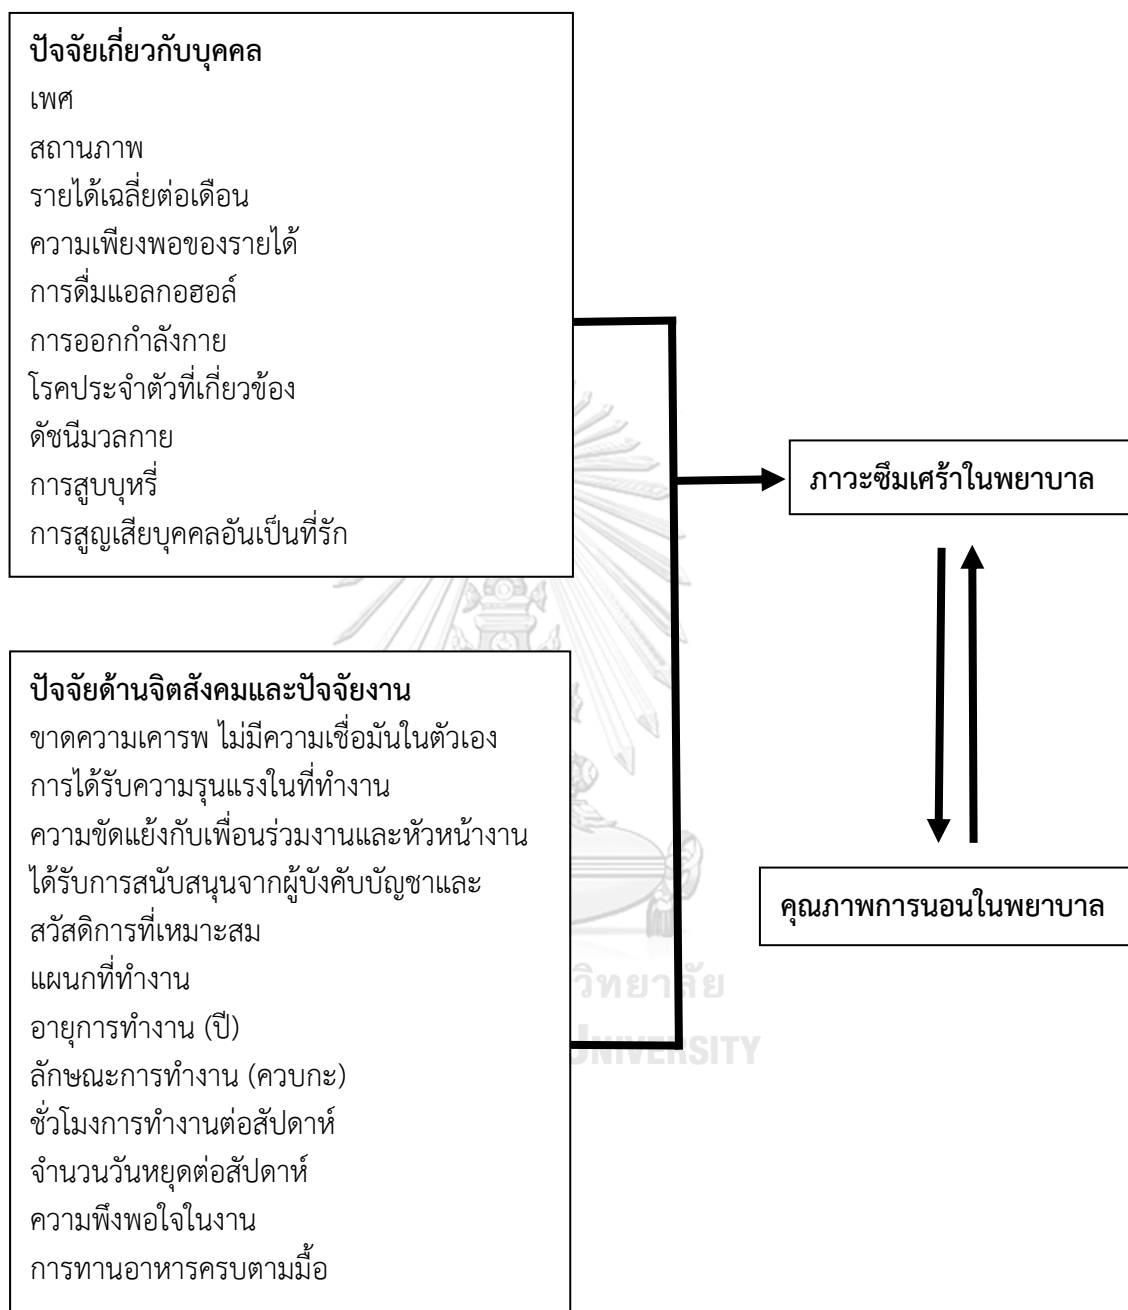 ปัจจัยเกี่ยวกับบุคคล
เพศ
สถานภาพ
รายได้เฉลี่ยต่อเดือน
ความเพียงพอของรายได้
การดื่มแอลกอฮอล์
การออกกำลังกาย
โรคประจำตัวที่เกี่ยวข้อง
ดัชนีมวลกาย
การสูบบุหรี่
การสูญเสียบุคคลอันเป็นที่รัก
ภาวะซึมเศร้าในพยาบาล
ปัจจัยด้านจิตสังคมและปัจจัยงาน
ขาดความเคารพ ไม่มีความเชื่อมันในตัวเอง
การได้รับความรุนแรงในที่ทำงาน
ความขัดแย้งกับเพื่อนร่วมงานและหัวหน้างาน
ได้รับการสนับสนุนจากผู้บังคับบัญชาและ
สวัสดิการที่เหมาะสม
แผนกที่ทำงาน
อายุการทำงาน (ปี)
ลักษณะการทำงาน (ควบกะ)
ชั่วโมงการทำงานต่อสัปดาห์
จำนวนวันหยุดต่อสัปดาห์
ความพึงพอใจในงาน
การทานอาหารครบตามมื้อ
คุณภาพการนอนในพยาบาล
วิทยาลัย
UNIVERSITY